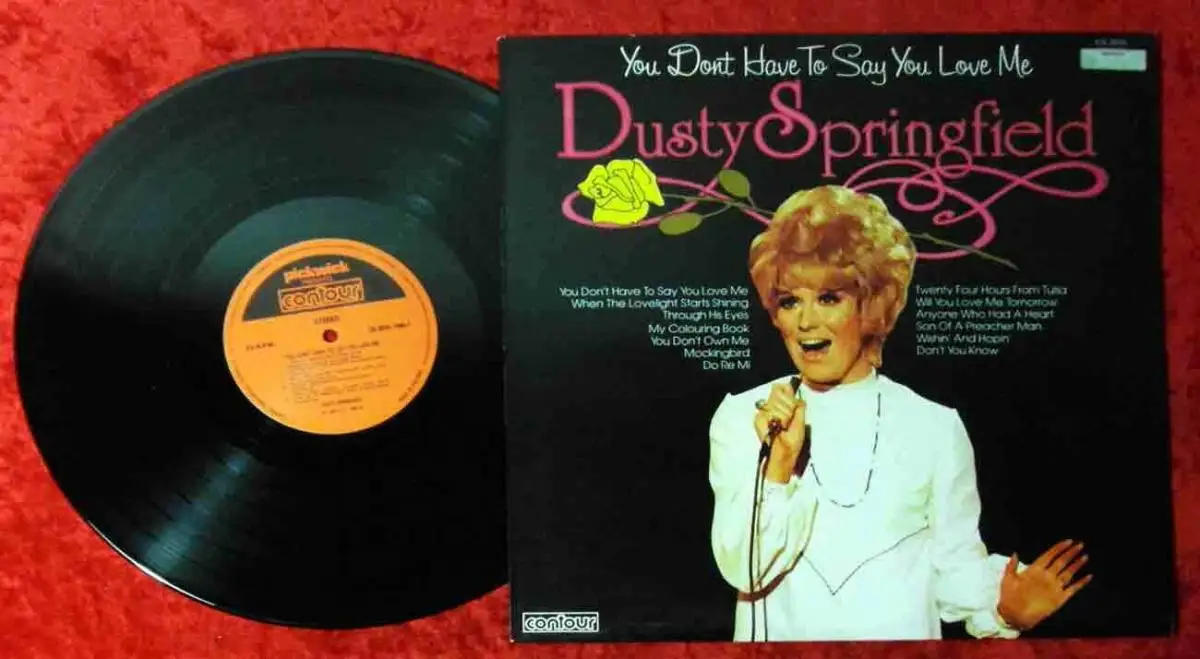 You Dont Have To Say You Love Me
Dusty Springfield
You Don't Have To Say You Love Me
When The Lovelight Starts Shining
Through His Eyes
My Colouring Book
You Don't Own Me
Mockingbird
Do Re Mi
Twenty Four Hours From Tulsa
Will You Love Me Tomorrow
Anyone Who Had A Heart
Son Of A Preacher Man
Wishin' And Hopin'
Don't You Know
contour
pickwick
contour
STEREO